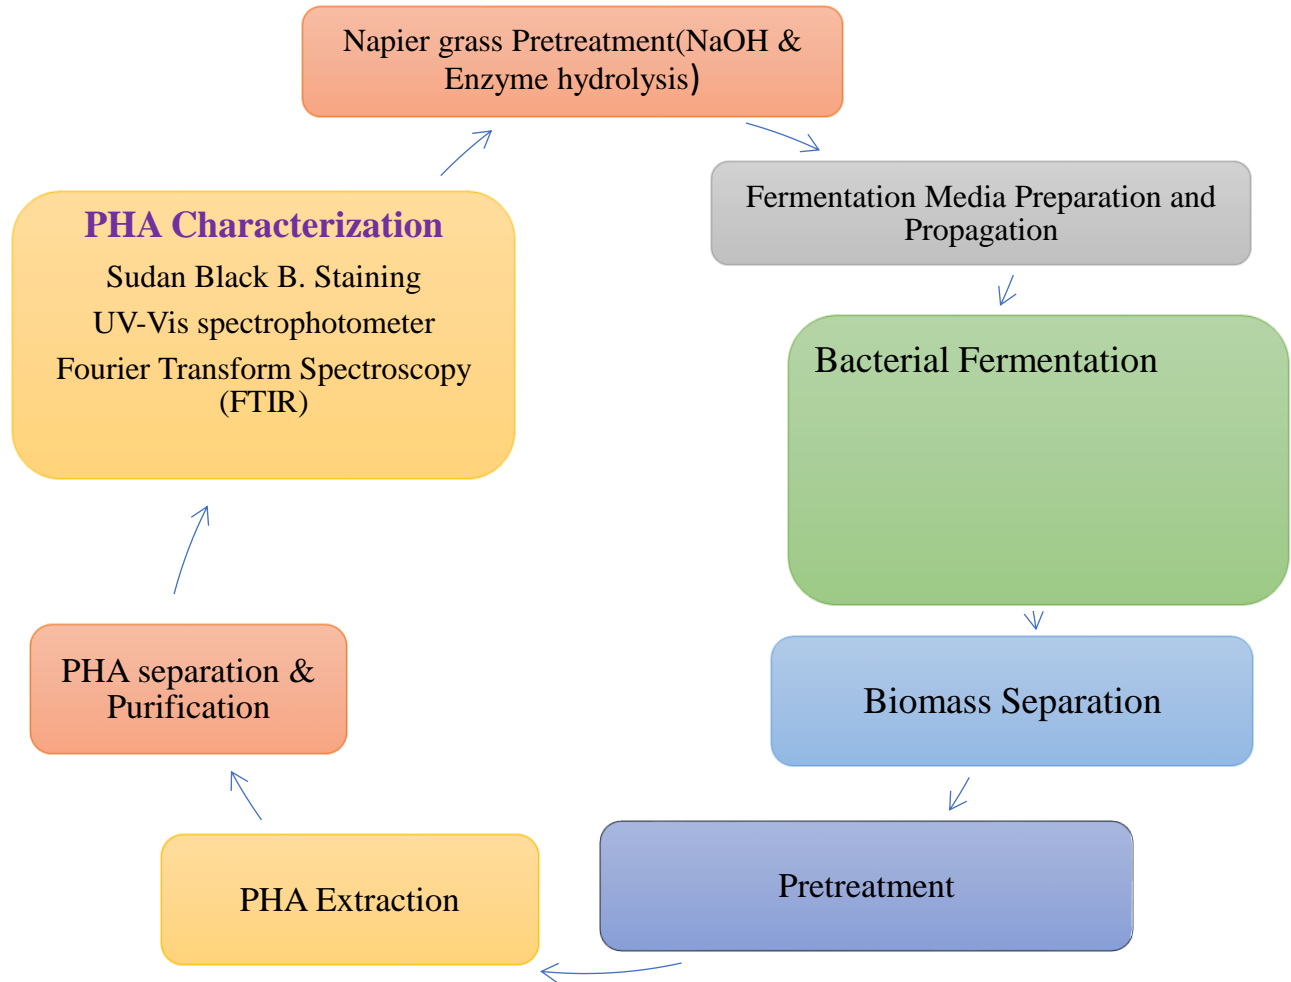 Napier grass Pretreatment(NaOH &
Enzyme hydrolysis)
Fermentation Media Preparation and
Propagation
Bacterial Fermentation
Biomass Separation
Pretreatment
PHA Extraction
PHA separation &
Purification
PHA Characterization
Sudan Black B. Staining
UV-Vis spectrophotometer
Fourier Transform Spectroscopy
(FTIR)